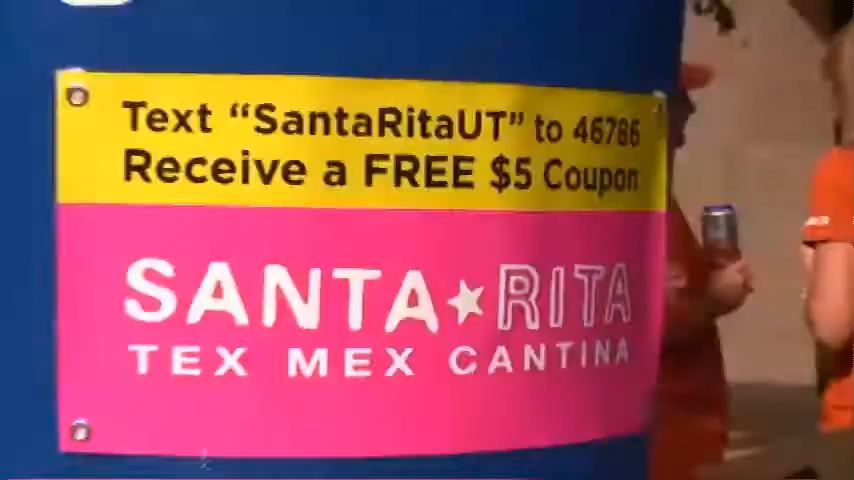 Text “SantaRitaUT” to 46786
Receive a FREE $5 Coupon
SANTA★RITA
TEX MEX CANTINA